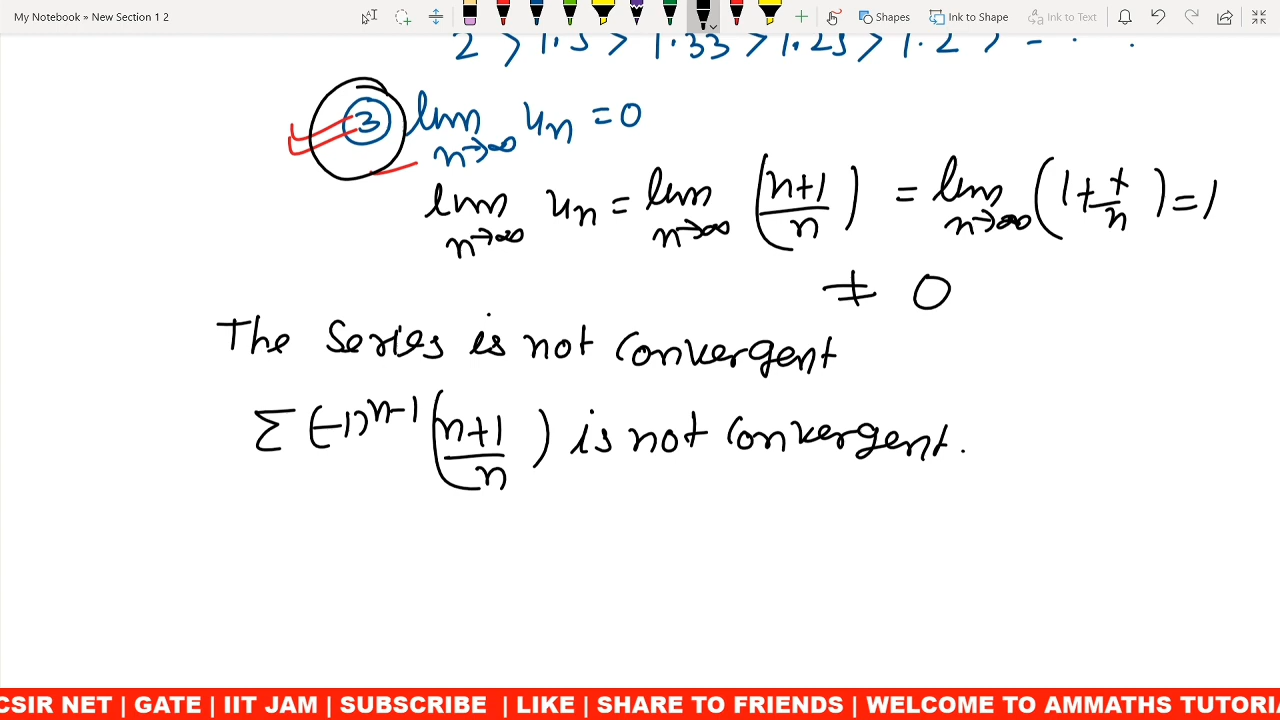 My Notebook » New Section 1 2
Shapes Ink to Shape Ink to Text
2 > 1.5 > 1.33 > 1.25 > 1.2 > - . .
③ lim n→∞ un = 0
lim n→∞ un = lim n→∞ (n+1/n) = lim n→∞ (1+1/n) = 1
≠ 0
The series is not convergent
Σ (-1)^n-1 (n+1/n) is not convergent.
CSIR NET | GATE | IIT JAM | SUBSCRIBE | LIKE | SHARE TO FRIENDS | WELCOME TO AMMATHS TUTORI